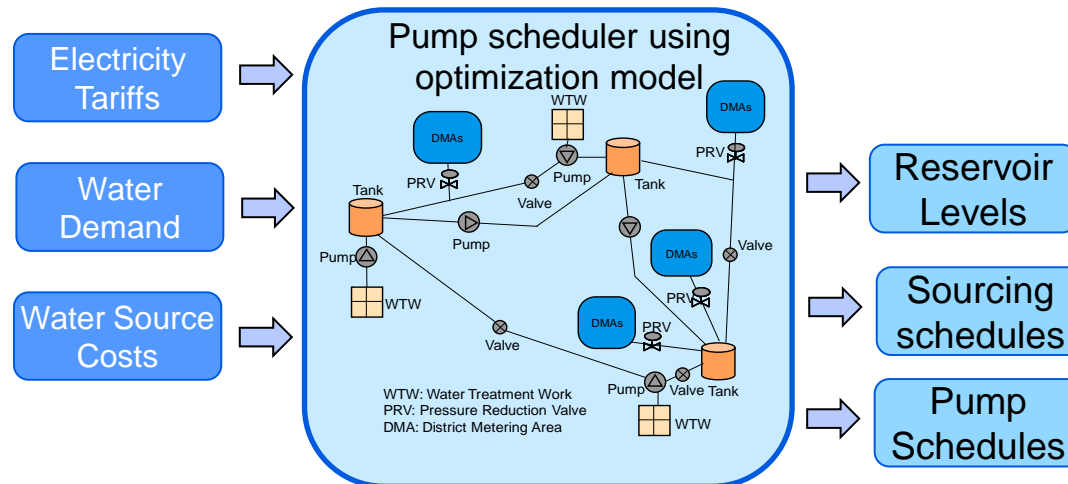 Electricity
Tariffs
Water
Demand
Water Source
Costs
Pump scheduler using
optimization model
WTW
DMAs
DMAs
PRV
Pump
PRV
Tank
Valve
Tank
Pump
Valve
Pump
DMAs
WTW
PRV
DMAs
PRV
Valve
Pump
Valve
Tank
WTW
WTW: Water Treatment Work
PRV: Pressure Reduction Valve
DMA: District Metering Area
Reservoir
Levels
Sourcing
schedules
Pump
Schedules